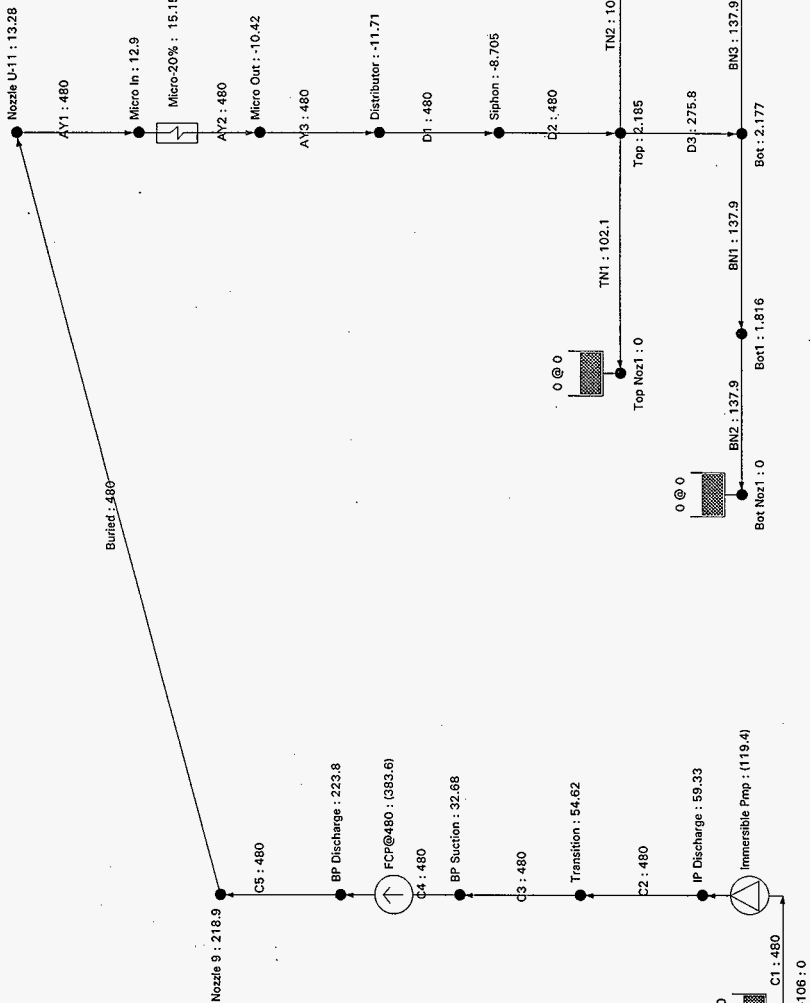 Nozzle U-11 : 13.28
AY1 : 480
Micro In : 12.9
Micro-20% : 15.15
AY2 : 480
Micro Out : -10.42
AY3 : 480
Distributor : -11.71
D1 : 480
Siphon : -8.705
D2 : 480
TN2 : 10
Top : 2.185
D3 : 275.8
BN3 : 137.9
Bot : 2.177
TN1 : 102.1
0 @ 0
Top Noz1 : 0
BN1 : 137.9
Bot1 : 1.816
BN2 : 137.9
0 @ 0
Bot Noz1 : 0
Buried : 480
Nozzle 9 : 218.9
C5 : 480
BP Discharge : 223.8
FCP@480 : (383.6)
C4 : 480
BP Suction : 32.68
C3 : 480
Transition : 54.62
C2 : 480
IP Discharge : 59.33
Immersible Pmp : (119.4)
C1 : 480
106 : 0
0